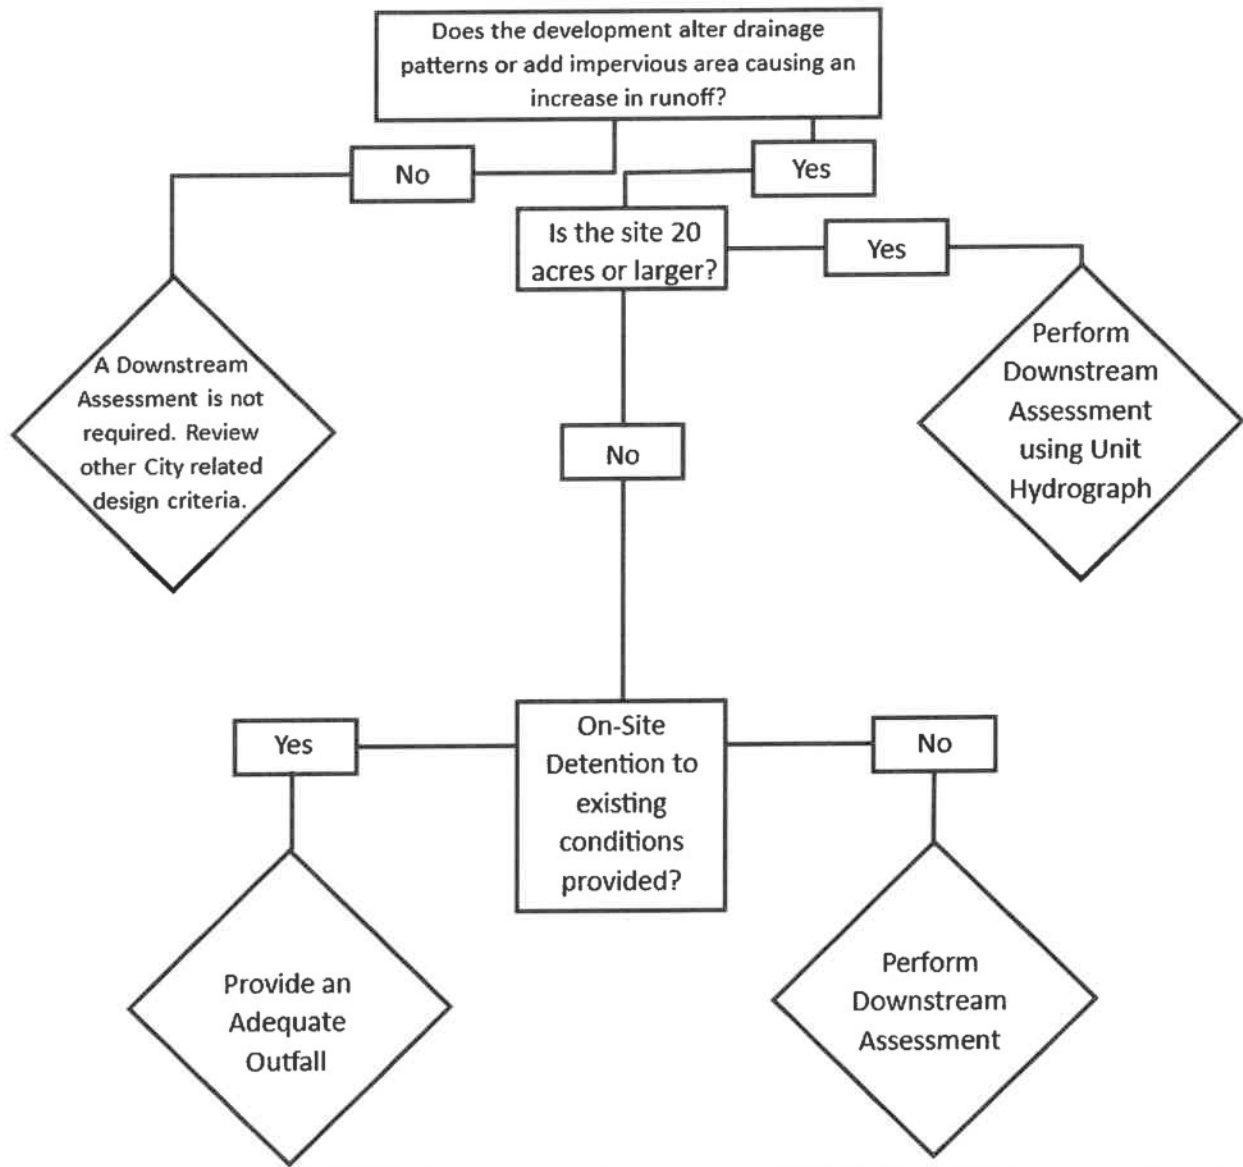 Does the development alter drainage
patterns or add impervious area causing an
increase in runoff?
No
Yes
Is the site 20
acres or larger?
Yes
A Downstream
Assessment is not
required. Review
other City related
design criteria.
Perform
Downstream
Assessment
using Unit
Hydrograph
No
Yes
On-Site
Detention to
existing
conditions
provided?
No
Provide an
Adequate
Outfall
Perform
Downstream
Assessment